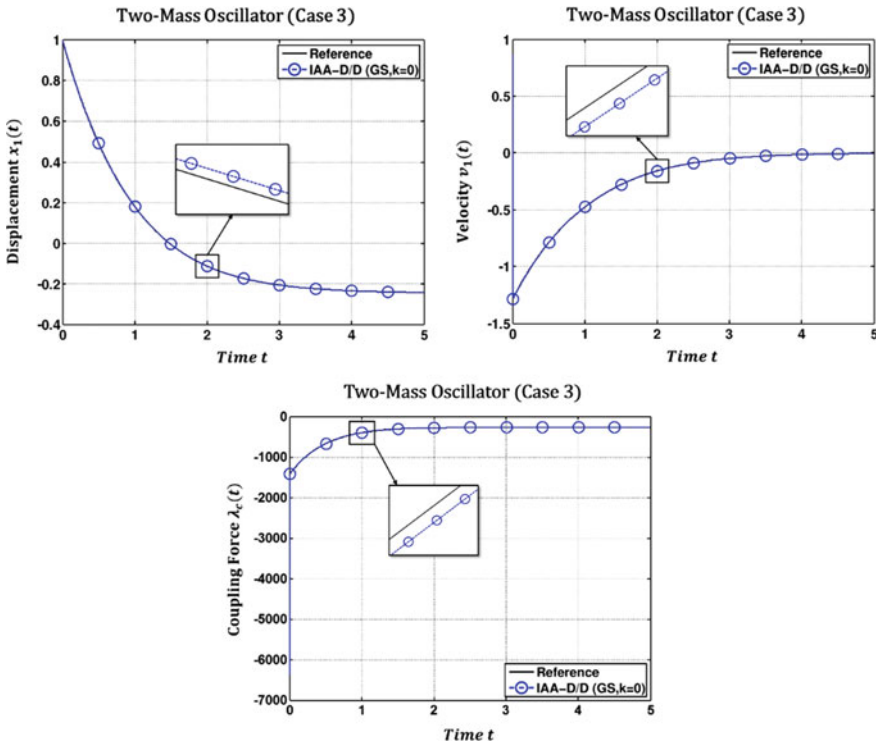 Two-Mass Oscillator (Case 3)
Displacement x₁(t)
1
0.8
0.6
0.4
0.2
0
-0.2
-0.4
Reference
IAA-D/D (GS,k=0)
0 1 2 3 4 5
Time t
Two-Mass Oscillator (Case 3)
Velocity v₁(t)
1
0.5
0
-0.5
-1
-1.5
Reference
IAA-D/D (GS,k=0)
0 1 2 3 4 5
Time t
Two-Mass Oscillator (Case 3)
Coupling Force λ꜀(t)
0
-1000
-2000
-3000
-4000
-5000
-6000
-7000
Reference
IAA-D/D (GS,k=0)
0 1 2 3 4 5
Time t